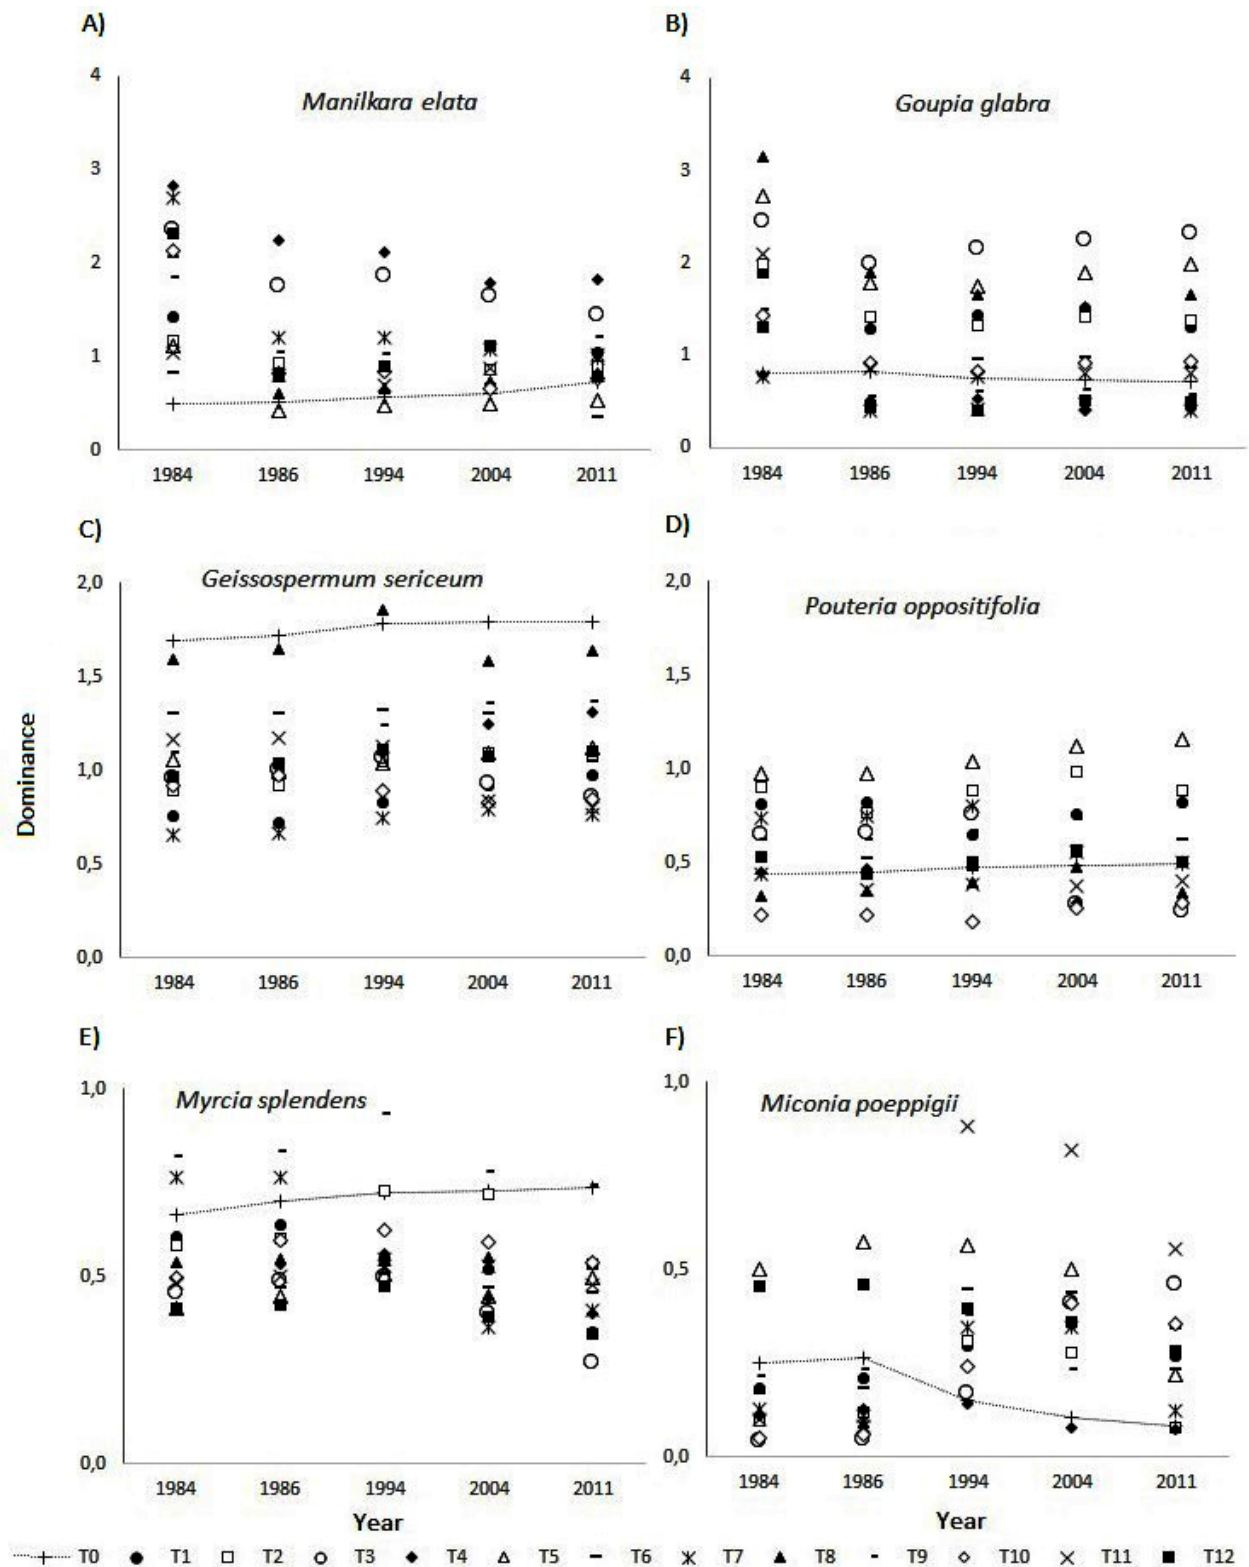 A)
Manilkara elata
4
3
2
1
0
1984 1986 1994 2004 2011
B)
Goupia glabra
4
3
2
1
0
1984 1986 1994 2004 2011
C)
Geissospermum sericeum
2,0
1,5
1,0
0,5
0,0
1984 1986 1994 2004 2011
D)
Pouteria oppositifolia
2,0
1,5
1,0
0,5
0,0
1984 1986 1994 2004 2011
Dominance
E)
Myrcia splendens
1,0
0,5
0,0
1984 1986 1994 2004 2011
Year
F)
Miconia poeppigii
1,0
0,5
0,0
1984 1986 1994 2004 2011
Year
T0 T1 T2 T3 T4 T5 T6 T7 T8 T9 T10 T11 T12